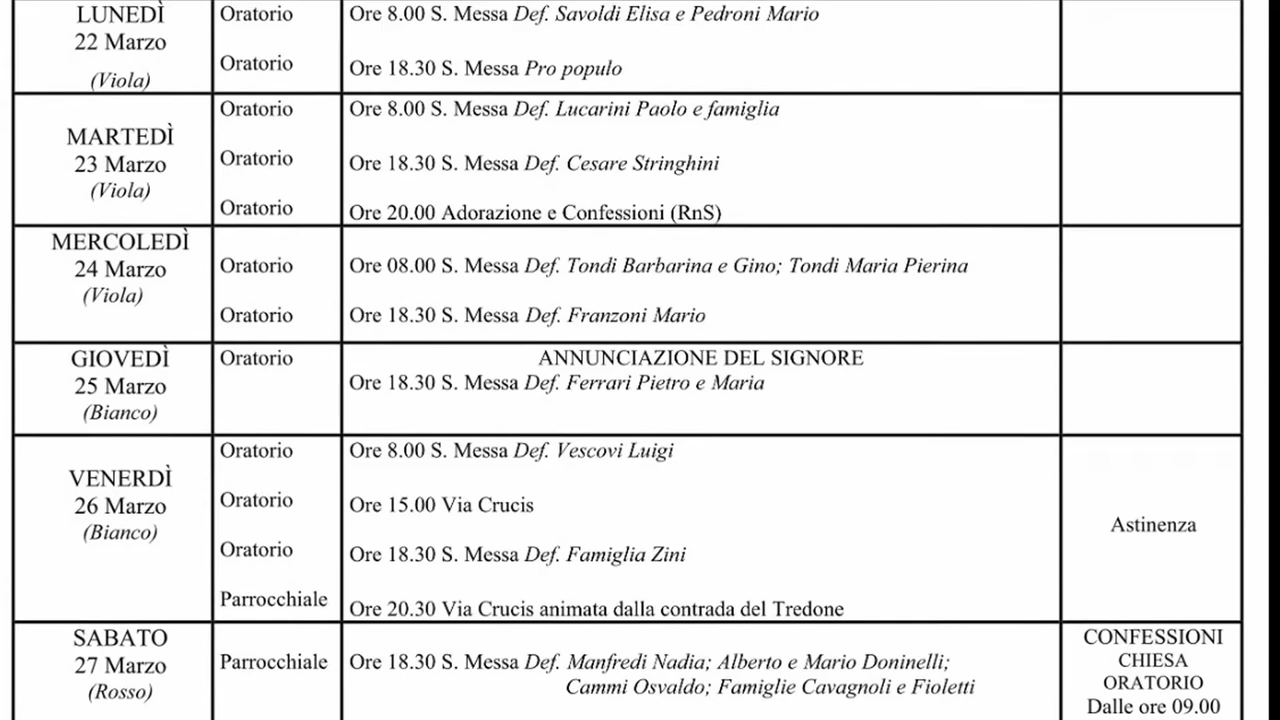 LUNEDÌ
22 Marzo
(Viola)
Oratorio
Ore 8.00 S. Messa Def. Savoldi Elisa e Pedroni Mario
Oratorio
Ore 18.30 S. Messa Pro populo
MARTEDÌ
23 Marzo
(Viola)
Oratorio
Ore 8.00 S. Messa Def. Lucarini Paolo e famiglia
Oratorio
Ore 18.30 S. Messa Def. Cesare Stringhini
Oratorio
Ore 20.00 Adorazione e Confessioni (RnS)
MERCOLEDÌ
24 Marzo
(Viola)
Oratorio
Ore 08.00 S. Messa Def. Tondi Barbarina e Gino; Tondi Maria Pierina
Oratorio
Ore 18.30 S. Messa Def. Franzoni Mario
GIOVEDÌ
25 Marzo
(Bianco)
Oratorio
ANNUNCIAZIONE DEL SIGNORE
Ore 18.30 S. Messa Def. Ferrari Pietro e Maria
VENERDÌ
26 Marzo
(Bianco)
Oratorio
Ore 8.00 S. Messa Def. Vescovi Luigi
Oratorio
Ore 15.00 Via Crucis
Oratorio
Ore 18.30 S. Messa Def. Famiglia Zini
Parrocchiale
Ore 20.30 Via Crucis animata dalla contrada del Tredone
Astinenza
SABATO
27 Marzo
(Rosso)
Parrocchiale
Ore 18.30 S. Messa Def. Manfredi Nadia; Alberto e Mario Doninelli;
Cammi Osvaldo; Famiglie Cavagnoli e Fioletti
CONFESSIONI
CHIESA
ORATORIO
Dalle ore 09.00